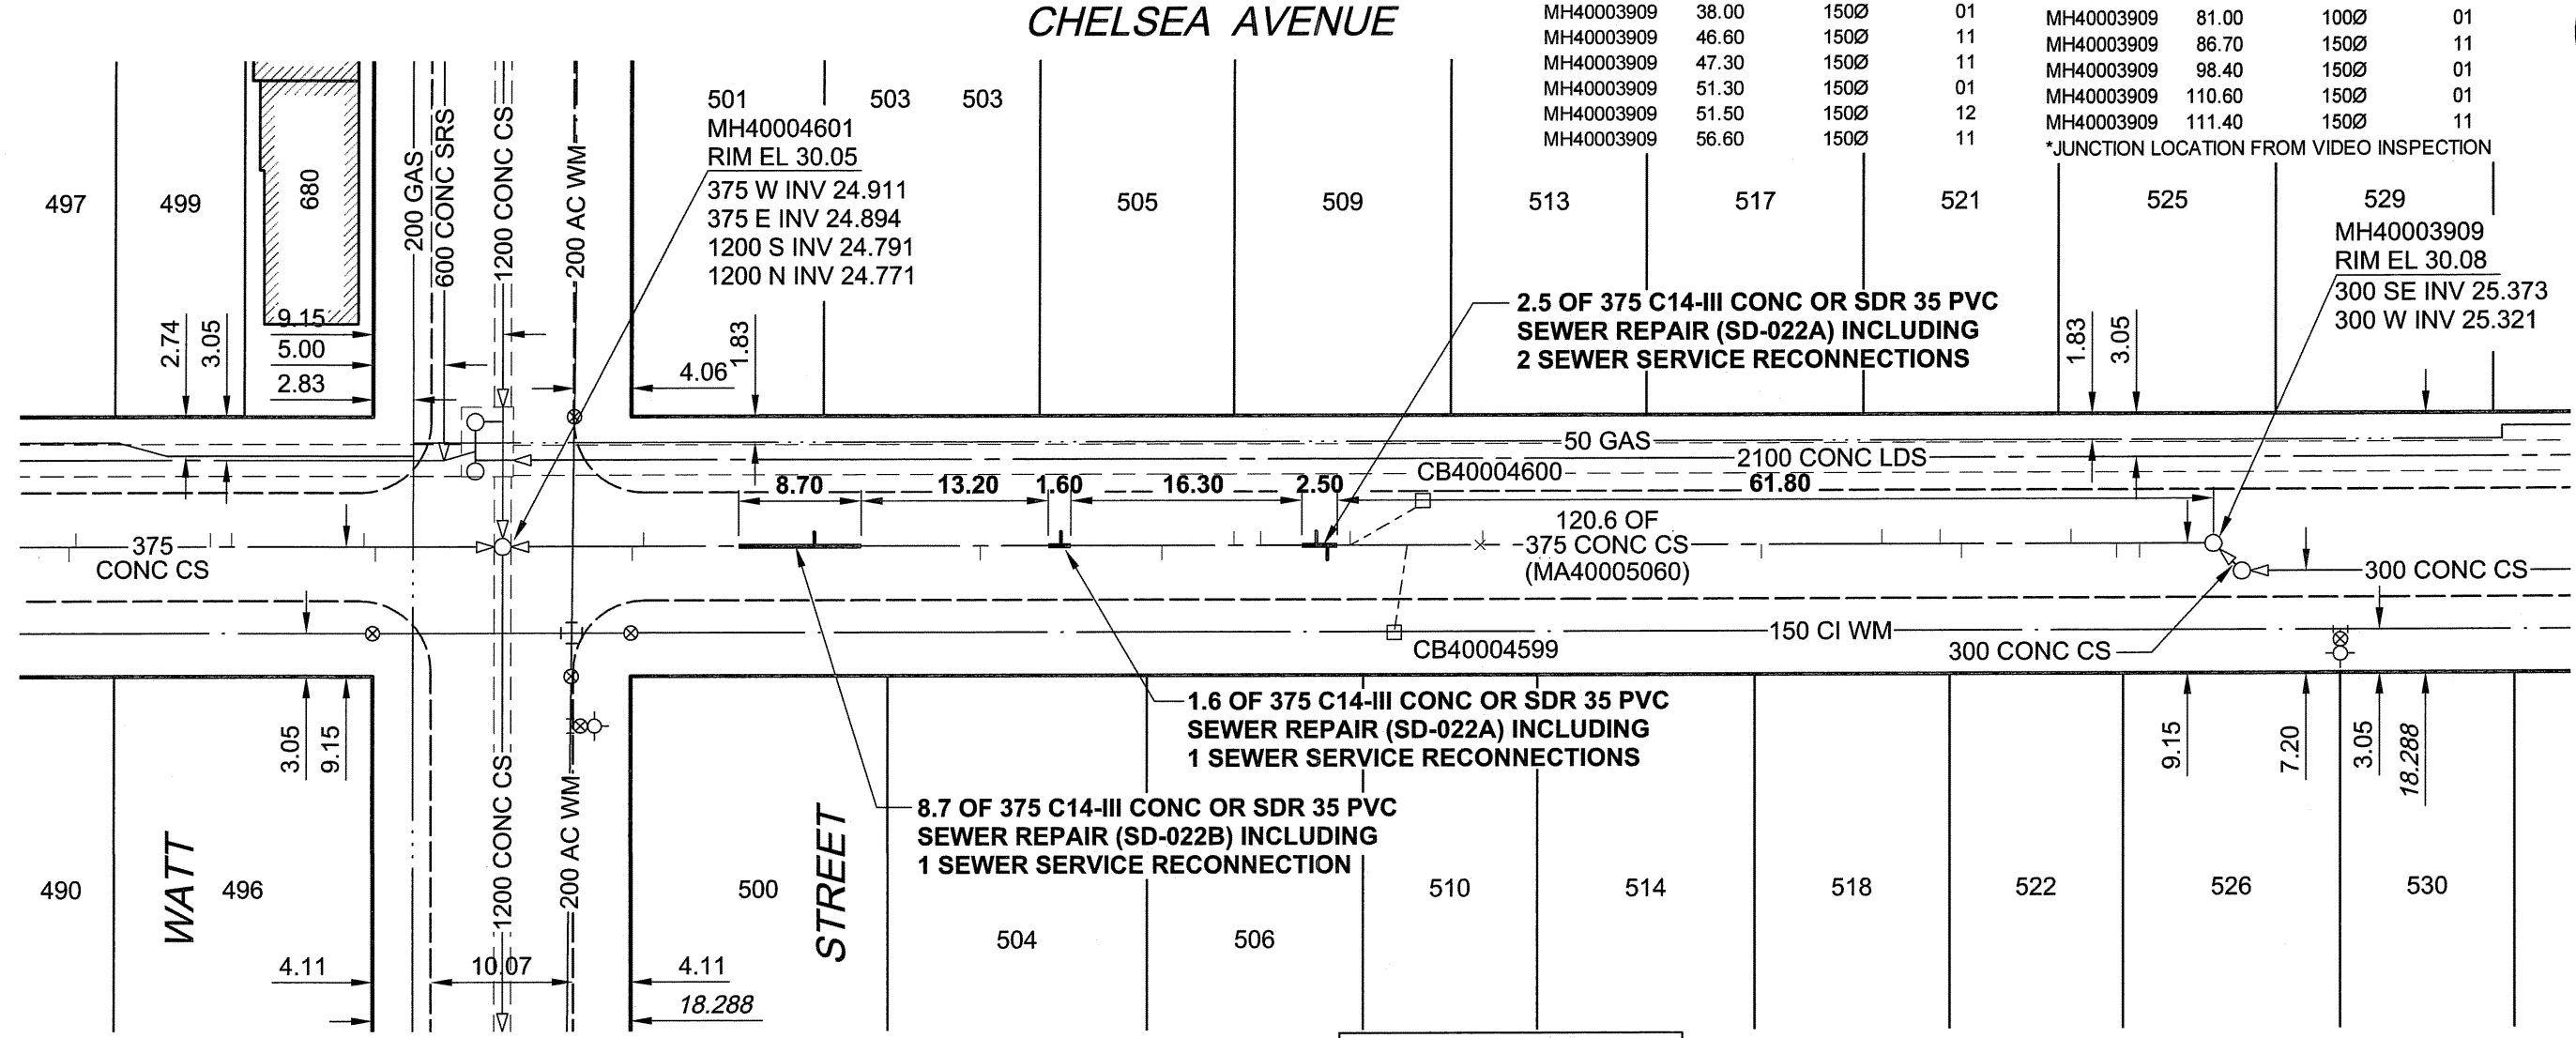 CHELSEA AVENUE
MH40003909 38.00 150Ø 01
MH40003909 46.60 150Ø 11
MH40003909 47.30 150Ø 11
MH40003909 51.30 150Ø 01
MH40003909 51.50 150Ø 12
MH40003909 56.60 150Ø 11
MH40003909 81.00 100Ø 01
MH40003909 86.70 150Ø 11
MH40003909 98.40 150Ø 01
MH40003909 110.60 150Ø 01
MH40003909 111.40 150Ø 11
*JUNCTION LOCATION FROM VIDEO INSPECTION
497
499
680
200 GAS
600 CONC SRS
1200 CONC CS
200 AC WM
501
503
503
MH40004601
RIM EL 30.05
375 W INV 24.911
375 E INV 24.894
1200 S INV 24.791
1200 N INV 24.771
505
509
513
517
521
525
529
MH40003909
RIM EL 30.08
300 SE INV 25.373
300 W INV 25.321
2.74
3.05
9.15
5.00
2.83
4.06
1.83
2.5 OF 375 C14-III CONC OR SDR 35 PVC
SEWER REPAIR (SD-022A) INCLUDING
2 SEWER SERVICE RECONNECTIONS
1.83
3.05
50 GAS
2100 CONC LDS
CB40004600
8.70
13.20
1.60
16.30
2.50
61.80
375
CONC CS
120.6 OF
375 CONC CS
(MA40005060)
300 CONC CS
150 CI WM
CB40004599
300 CONC CS
3.05
9.15
1200 CONC CS
200 AC WM
1.6 OF 375 C14-III CONC OR SDR 35 PVC
SEWER REPAIR (SD-022A) INCLUDING
1 SEWER SERVICE RECONNECTIONS
8.7 OF 375 C14-III CONC OR SDR 35 PVC
SEWER REPAIR (SD-022B) INCLUDING
1 SEWER SERVICE RECONNECTION
9.15
7.20
3.05
18.288
490
WATT
496
500
STREET
504
506
510
514
518
522
526
530
4.11
10.07
4.11
18.288